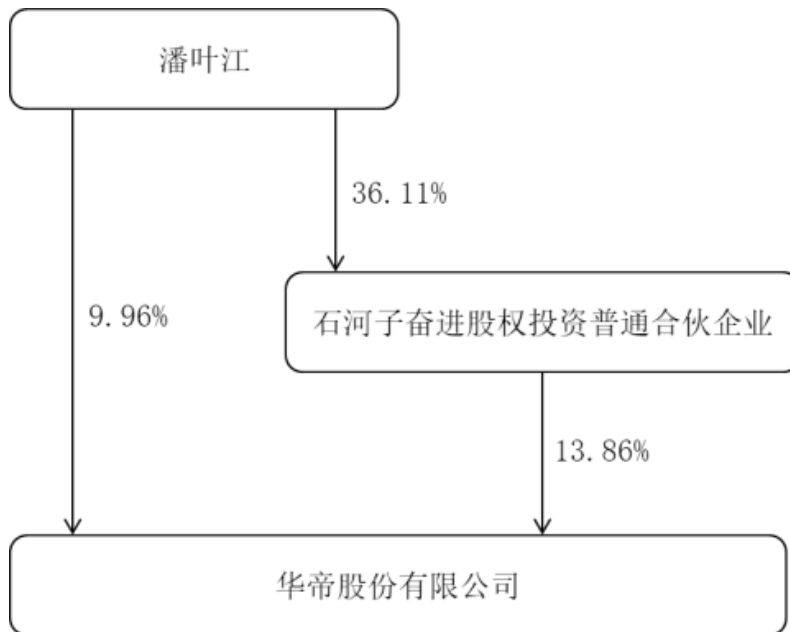 潘叶江
36.11%
9.96%
石河子奋进股权投资普通合伙企业
13.86%
华帝股份有限公司